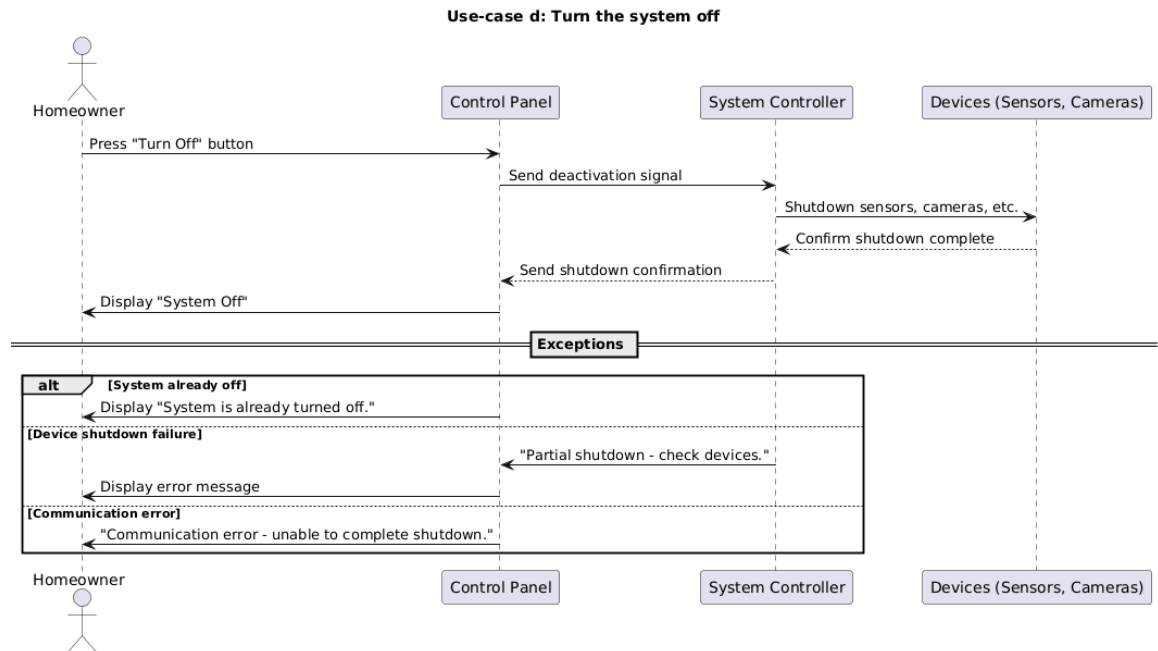 Use-case d: Turn the system off
Homeowner
Control Panel
System Controller
Devices (Sensors, Cameras)
Press "Turn Off" button
Send deactivation signal
Shutdown sensors, cameras, etc.
Confirm shutdown complete
Send shutdown confirmation
Display "System Off"
Exceptions
alt [System already off]
Display "System is already turned off."
[Device shutdown failure]
"Partial shutdown - check devices."
Display error message
[Communication error]
"Communication error - unable to complete shutdown."
Homeowner
Control Panel
System Controller
Devices (Sensors, Cameras)